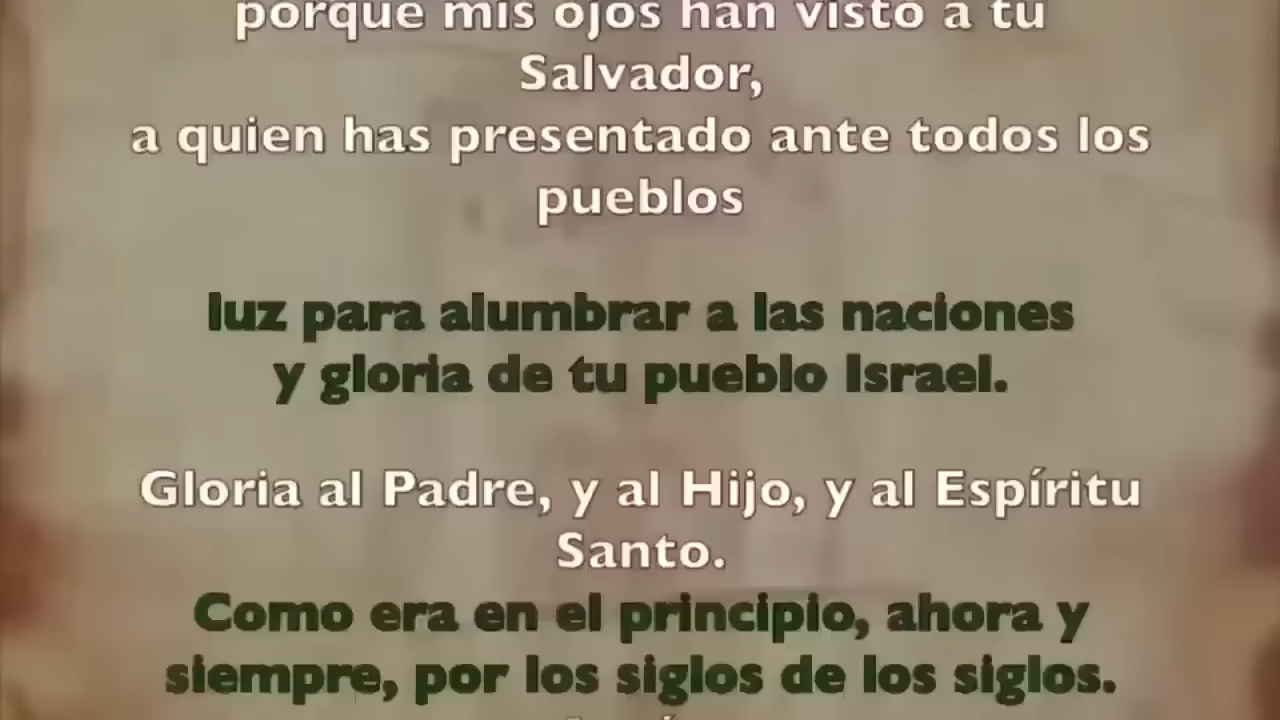 porque mis ojos han visto a tu
Salvador,
a quien has presentado ante todos los
pueblos
luz para alumbrar a las naciones
y gloria de tu pueblo Israel.
Gloria al Padre, y al Hijo, y al Espíritu
Santo.
Como era en el principio, ahora y
siempre, por los siglos de los siglos.